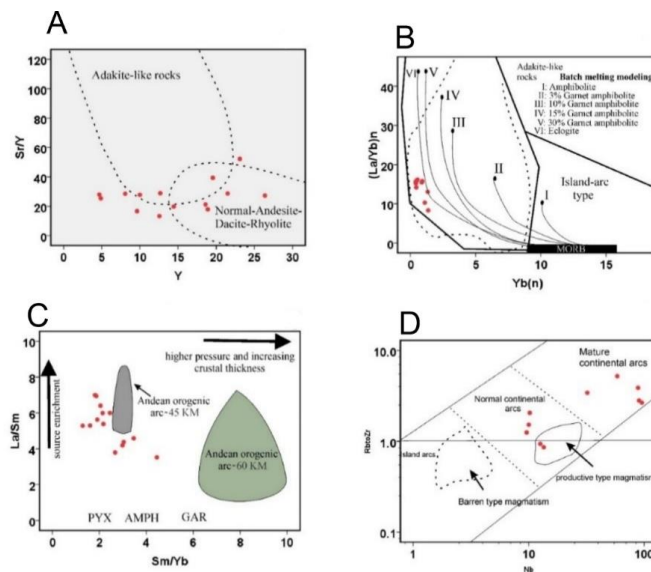 A
120
100
80
60
40
20
0
Sr/Y
Adakite-like rocks
Normal-Andesite-
Dacite-Rhyolite
0 5 10 15 20 25 30
Y
B
40
30
20
10
0
(La/Yb)n
VI V
IV
III
II
I
Adakite-like
rocks Batch melting modeling
I: Amphibolite
II: 3% Garnet amphibolite
III: 10% Garnet amphibolite
IV: 15% Garnet amphibolite
V: 30% Garnet amphibolite
VI: Eclogite
Island-arc
type
MORB
0 5 10 15
Yb(n)
C
10
8
6
4
2
0
La/Sm
source enrichment
higher pressure and increasing
crustal thickness
Andean orogenic
arc-45 KM
Andean orogenic
arc-60 KM
PYX AMPH GAR
0 2 4 6 8 10
Sm/Yb
D
10.0
1.0
0.1
Mature
continental arcs
Normal continental
arcs
island arcs
Barren type magmatism
productive type magmatism
1 10 100
Nb